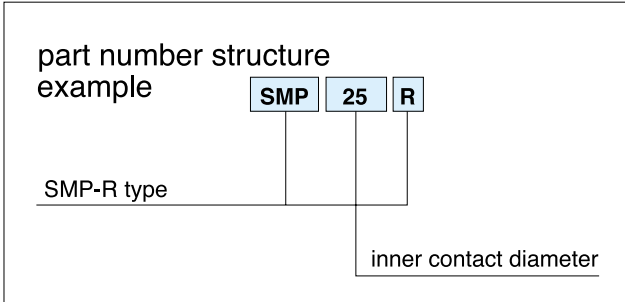 part number structure
example
SMP 25 R
SMP-R type
inner contact diameter